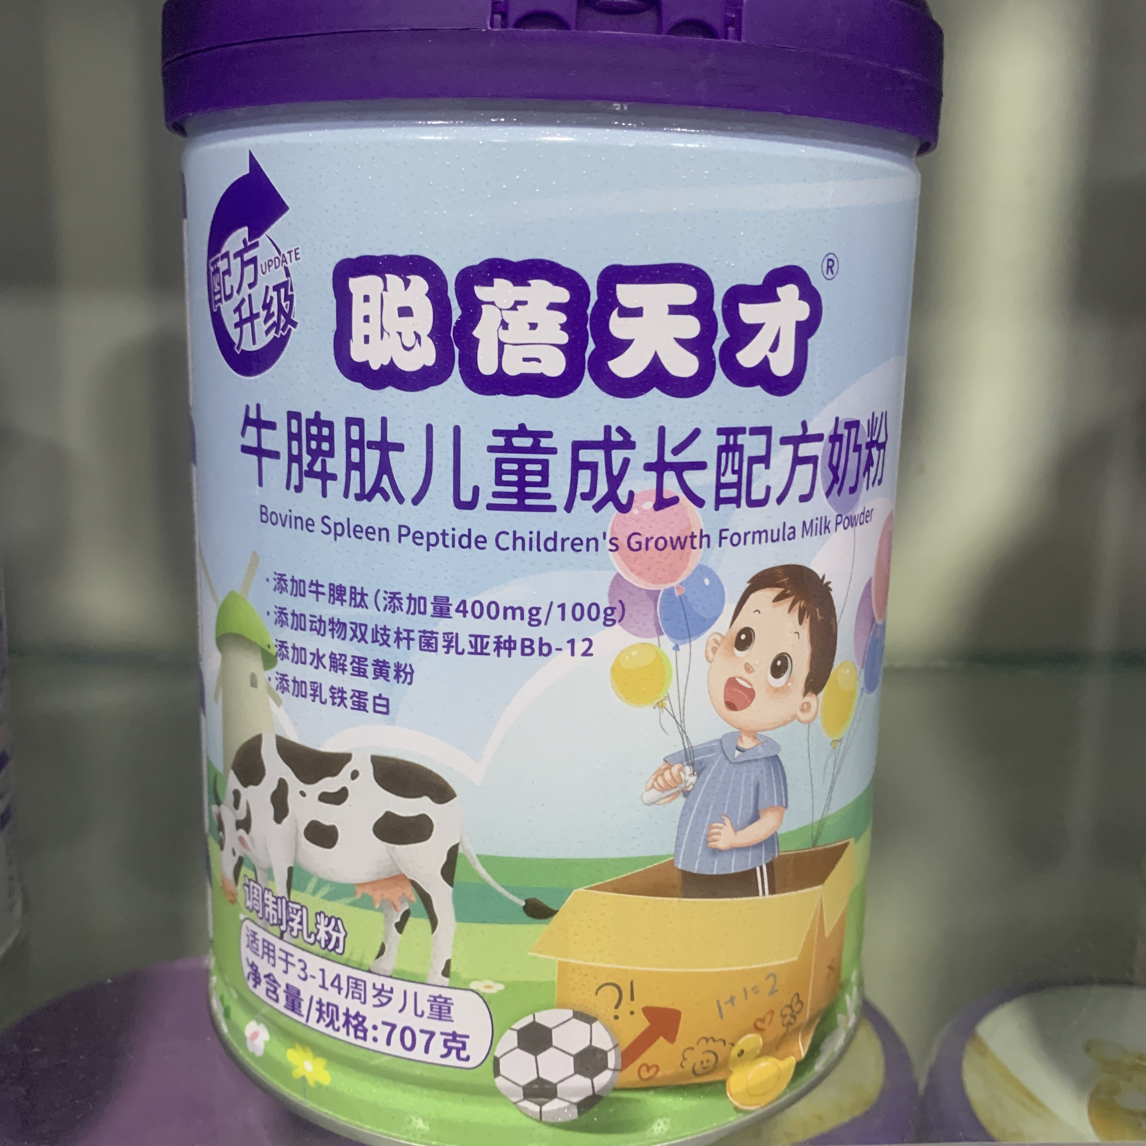 配方
UPDATE
升级
聪蓓天才®
牛脾肽儿童成长配方奶粉
Bovine Spleen Peptide Children's Growth Formula Milk Powder
·添加牛脾肽(添加量400mg/100g)
·添加动物双歧杆菌乳亚种Bb-12
·添加水解蛋黄粉
·添加乳铁蛋白
调制乳粉
适用于3-14周岁儿童
净含量/规格:707克
?!
1+1=2